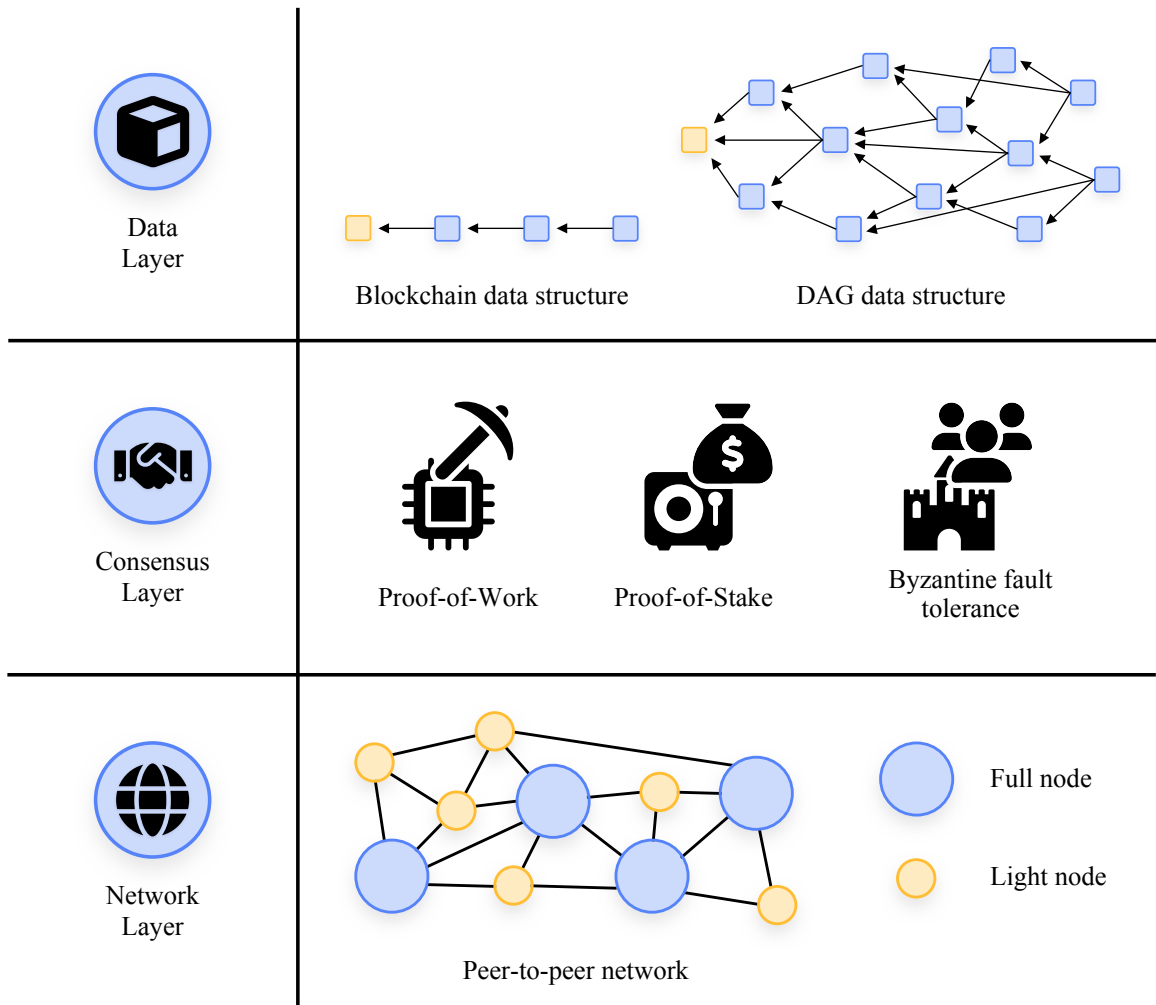 Data
Layer
Blockchain data structure
DAG data structure
Consensus
Layer
$
Proof-of-Work
Proof-of-Stake
Byzantine fault
tolerance
Network
Layer
Full node
Light node
Peer-to-peer network